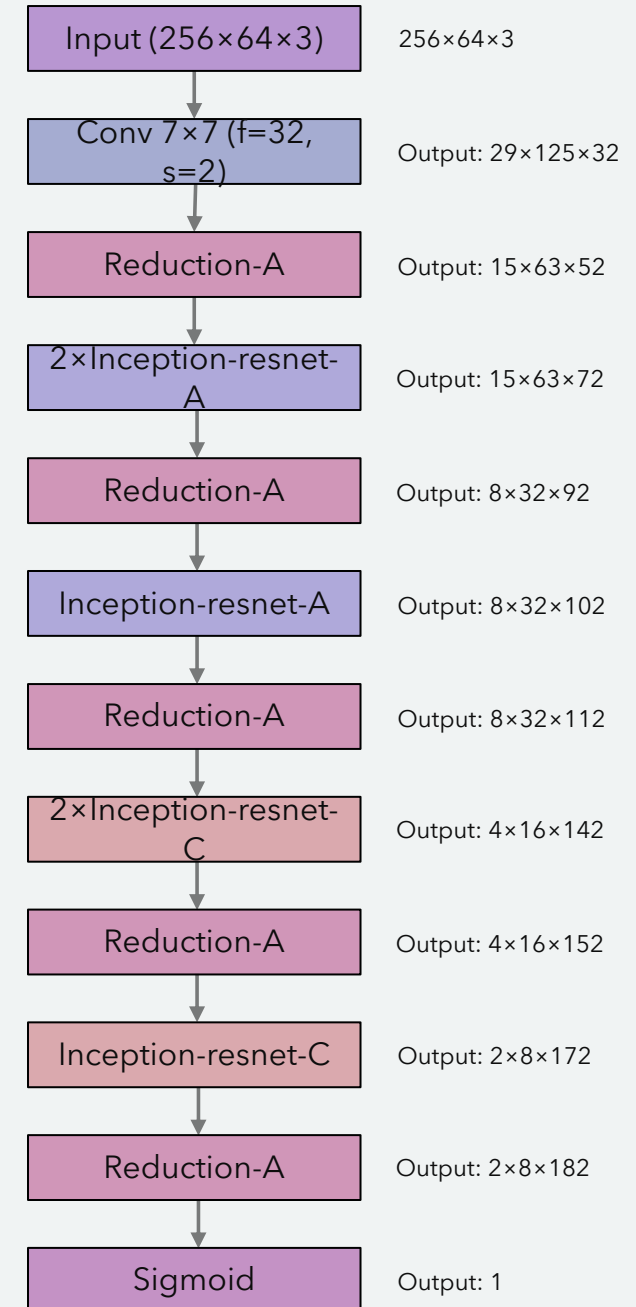 Input (256×64×3)
256×64×3
Conv 7×7 (f=32,
s=2)
Output: 29×125×32
Reduction-A
Output: 15×63×52
2×Inception-resnet-
A
Output: 15×63×72
Reduction-A
Output: 8×32×92
Inception-resnet-A
Output: 8×32×102
Reduction-A
Output: 8×32×112
2×Inception-resnet-
C
Output: 4×16×142
Reduction-A
Output: 4×16×152
Inception-resnet-C
Output: 2×8×172
Reduction-A
Output: 2×8×182
Sigmoid
Output: 1